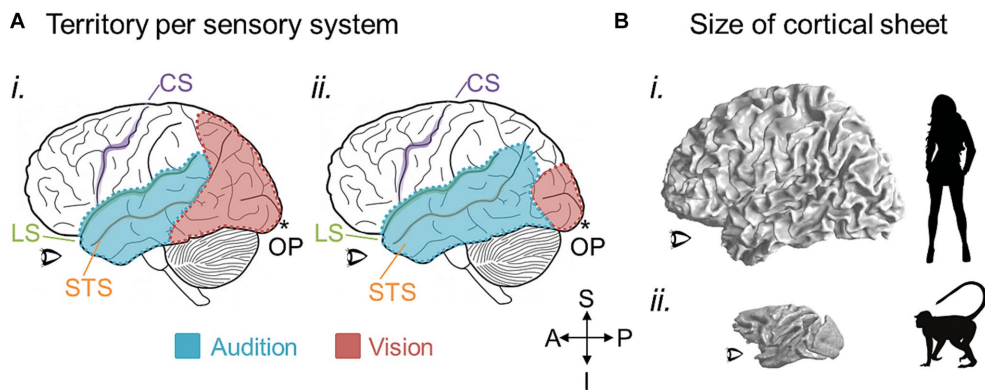 A Territory per sensory system
i.
CS
LS
STS
*
OP
ii.
CS
LS
STS
*
OP
Audition
Vision
S
A P
I
B Size of cortical sheet
i.
ii.